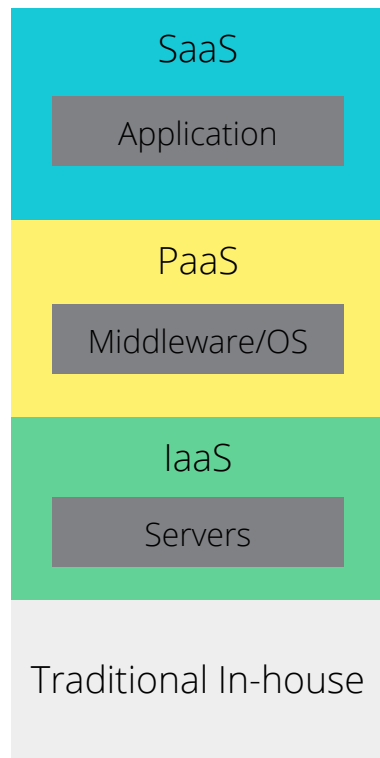 SaaS
Application
PaaS
Middleware/OS
IaaS
Servers
Traditional In-house